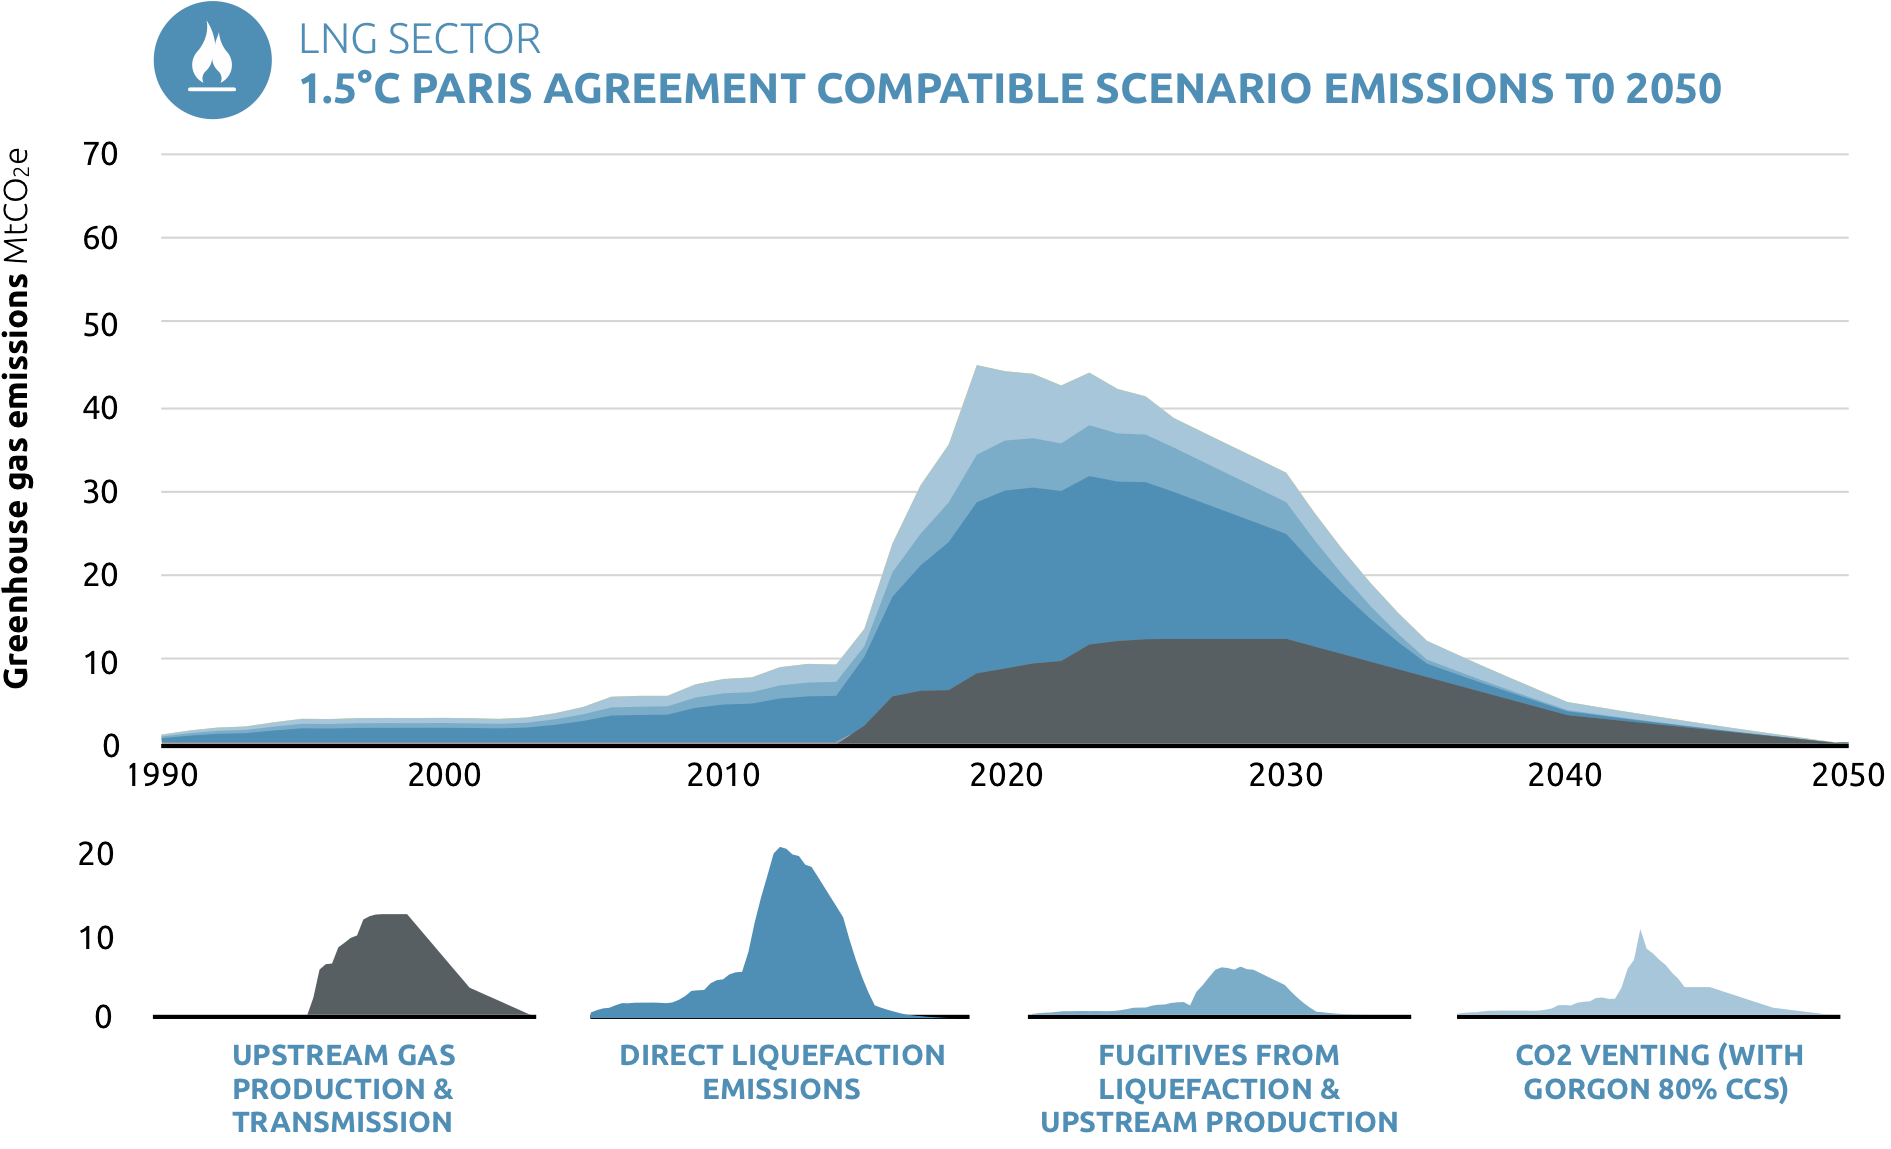 LNG SECTOR
1.5°C PARIS AGREEMENT COMPATIBLE SCENARIO EMISSIONS T0 2050
Greenhouse gas emissions MtCO₂e
70
60
50
40
30
20
10
0
1990 2000 2010 2020 2030 2040 2050
20
10
0
UPSTREAM GAS
PRODUCTION &
TRANSMISSION
DIRECT LIQUEFACTION
EMISSIONS
FUGITIVES FROM
LIQUEFACTION &
UPSTREAM PRODUCTION
CO2 VENTING (WITH
GORGON 80% CCS)